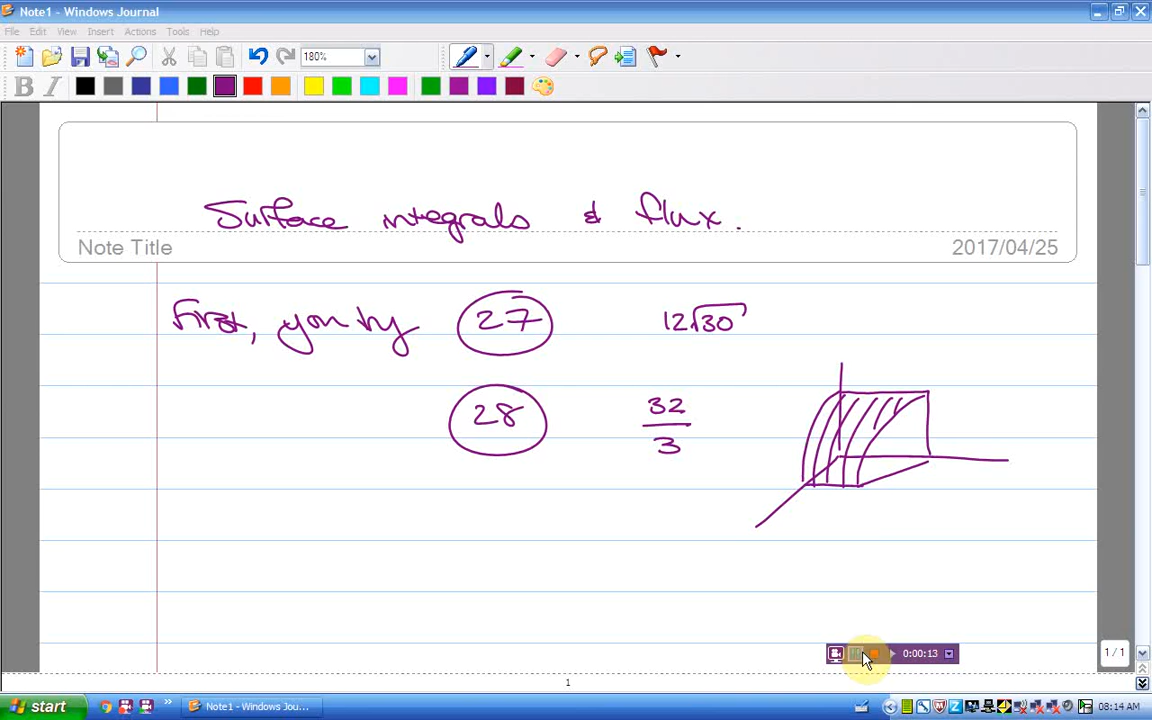 Note1 - Windows Journal
File Edit View Insert Actions Tools Help
180%
B I
Surface integrals & flux.
Note Title 2017/04/25
First, you try 27 12√30
28 32/3
0:00:13
1 / 1
1
start » Note1 - Windows Jou... 08:14 AM